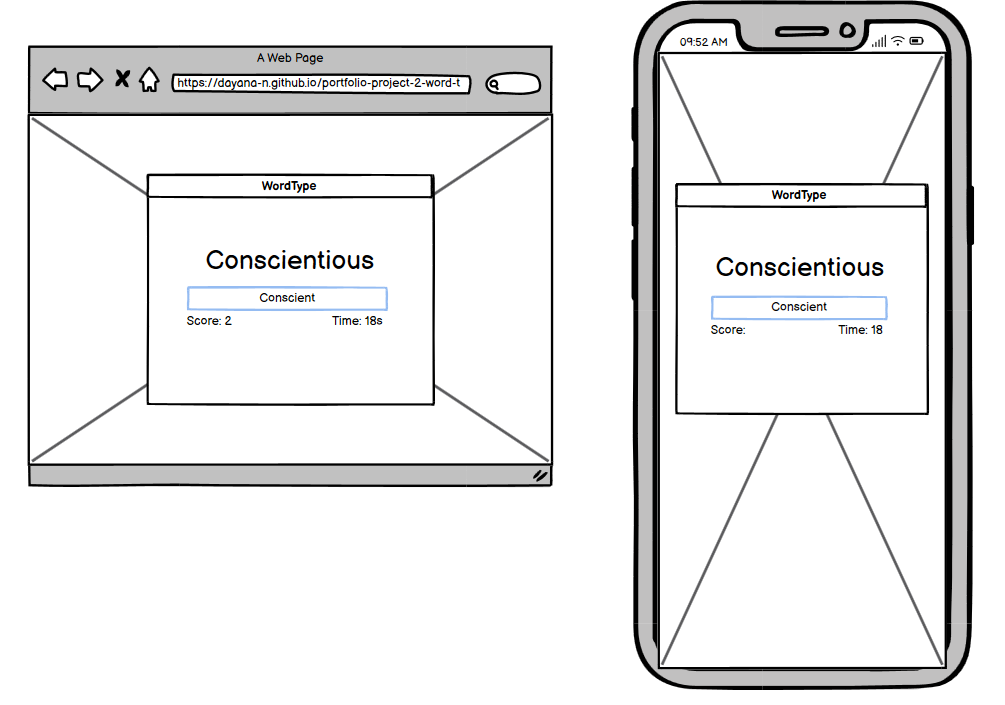 A Web Page
https://dayana-n.github.io/portfolio-project-2-word-t
WordType
Conscientious
Conscient
Score: 2 Time: 18s
09:52 AM
WordType
Conscientious
Conscient
Score: Time: 18